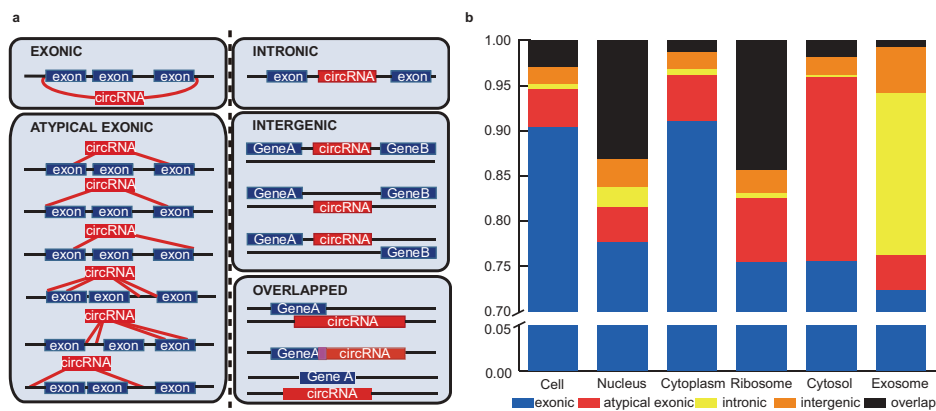 a
EXONIC
exon exon exon
circRNA
ATYPICAL EXONIC
circRNA
exon exon exon
circRNA
exon exon exon
circRNA
exon exon exon
circRNA
exon exon exon
circRNA
exon exon exon
circRNA
exon exon exon
INTRONIC
exon circRNA exon
INTERGENIC
GeneA circRNA GeneB
GeneA GeneB
circRNA
GeneA circRNA
GeneB
OVERLAPPED
GeneA
circRNA
GeneA circRNA
Gene A
circRNA
b
1.00
0.95
0.90
0.85
0.80
0.75
0.70
0.05
0.00
Cell Nucleus Cytoplasm Ribosome Cytosol Exosome
exonic atypical exonic intronic intergenic overlap